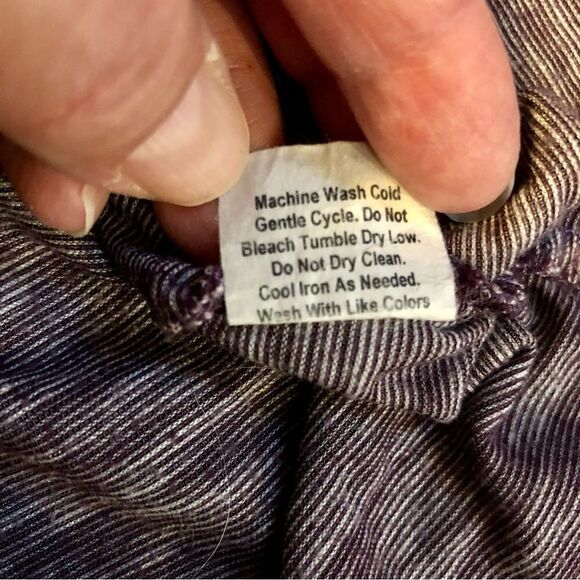 Machine Wash Cold
Gentle Cycle. Do Not
Bleach Tumble Dry Low.
Do Not Dry Clean.
Cool Iron As Needed.
Wash With Like Colors